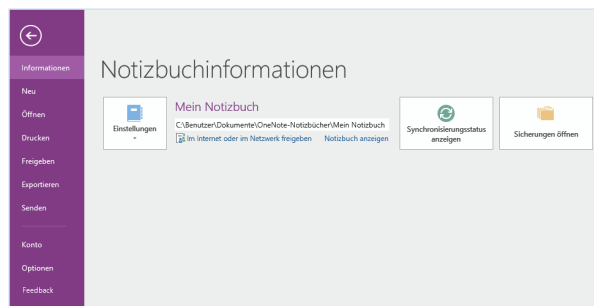 Informationen
Neu
Öffnen
Drucken
Freigeben
Exportieren
Senden
Konto
Optionen
Feedback
Notizbuchinformationen
Einstellungen
Mein Notizbuch
C:\Benutzer\Dokumente\OneNote-Notizbücher\Mein Notizbuch
Im Internet oder im Netzwerk freigeben Notizbuch anzeigen
Synchronisierungsstatus
anzeigen
Sicherungen öffnen